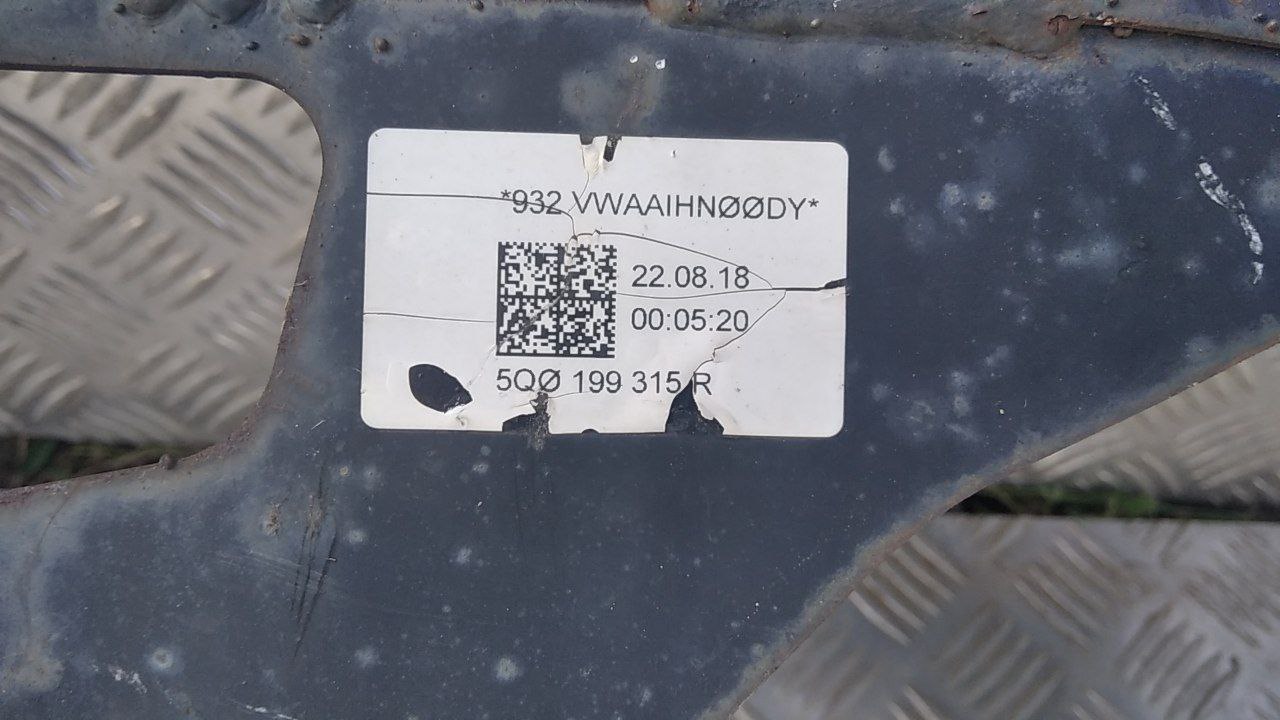 *932 VWAAIHNØØDY*
22.08.18
00:05:20
5QØ 199 315 R